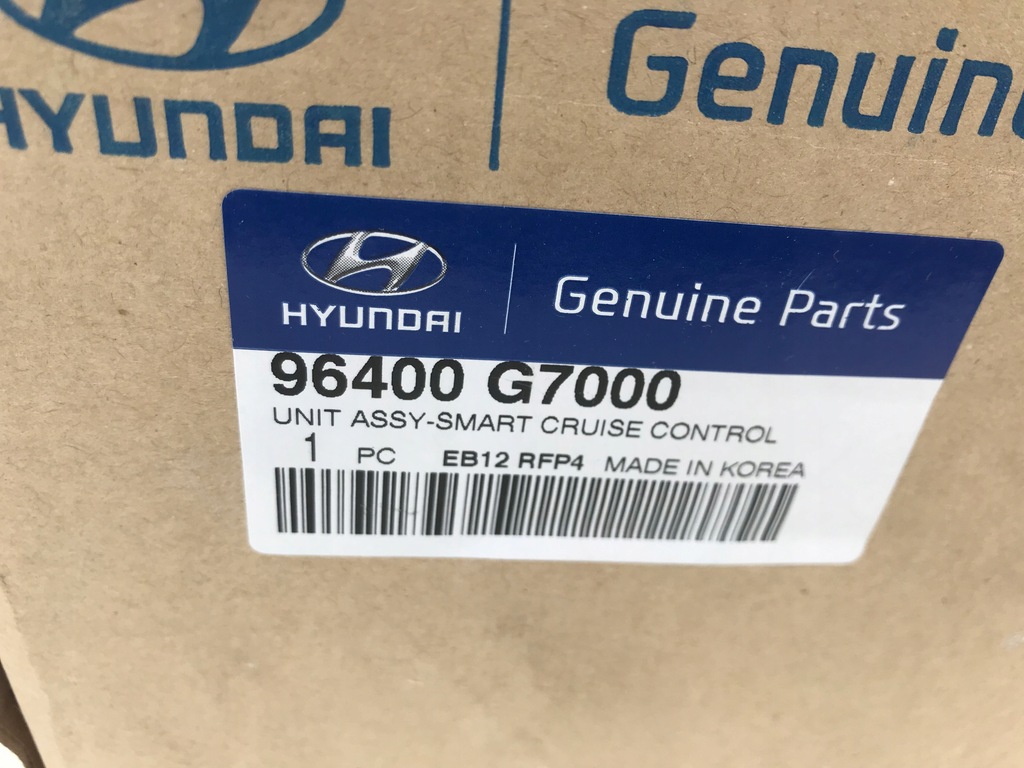 HYUNDAI
Genuin
HYUNDAI
Genuine Parts
96400 G7000
UNIT ASSY-SMART CRUISE CONTROL
1 PC EB12 RFP4 MADE IN KOREA